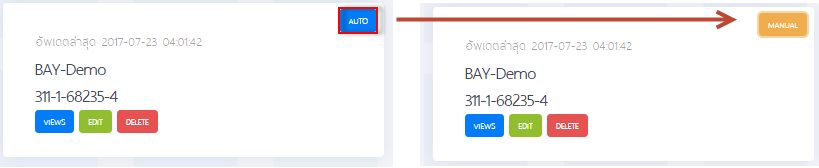 AUTO
อัพเดตล่าสุด 2017-07-23 04:01:42
BAY-Demo
311-1-68235-4
VIEWS EDIT DELETE
MANUAL
อัพเดตล่าสุด 2017-07-23 04:01:42
BAY-Demo
311-1-68235-4
VIEWS EDIT DELETE